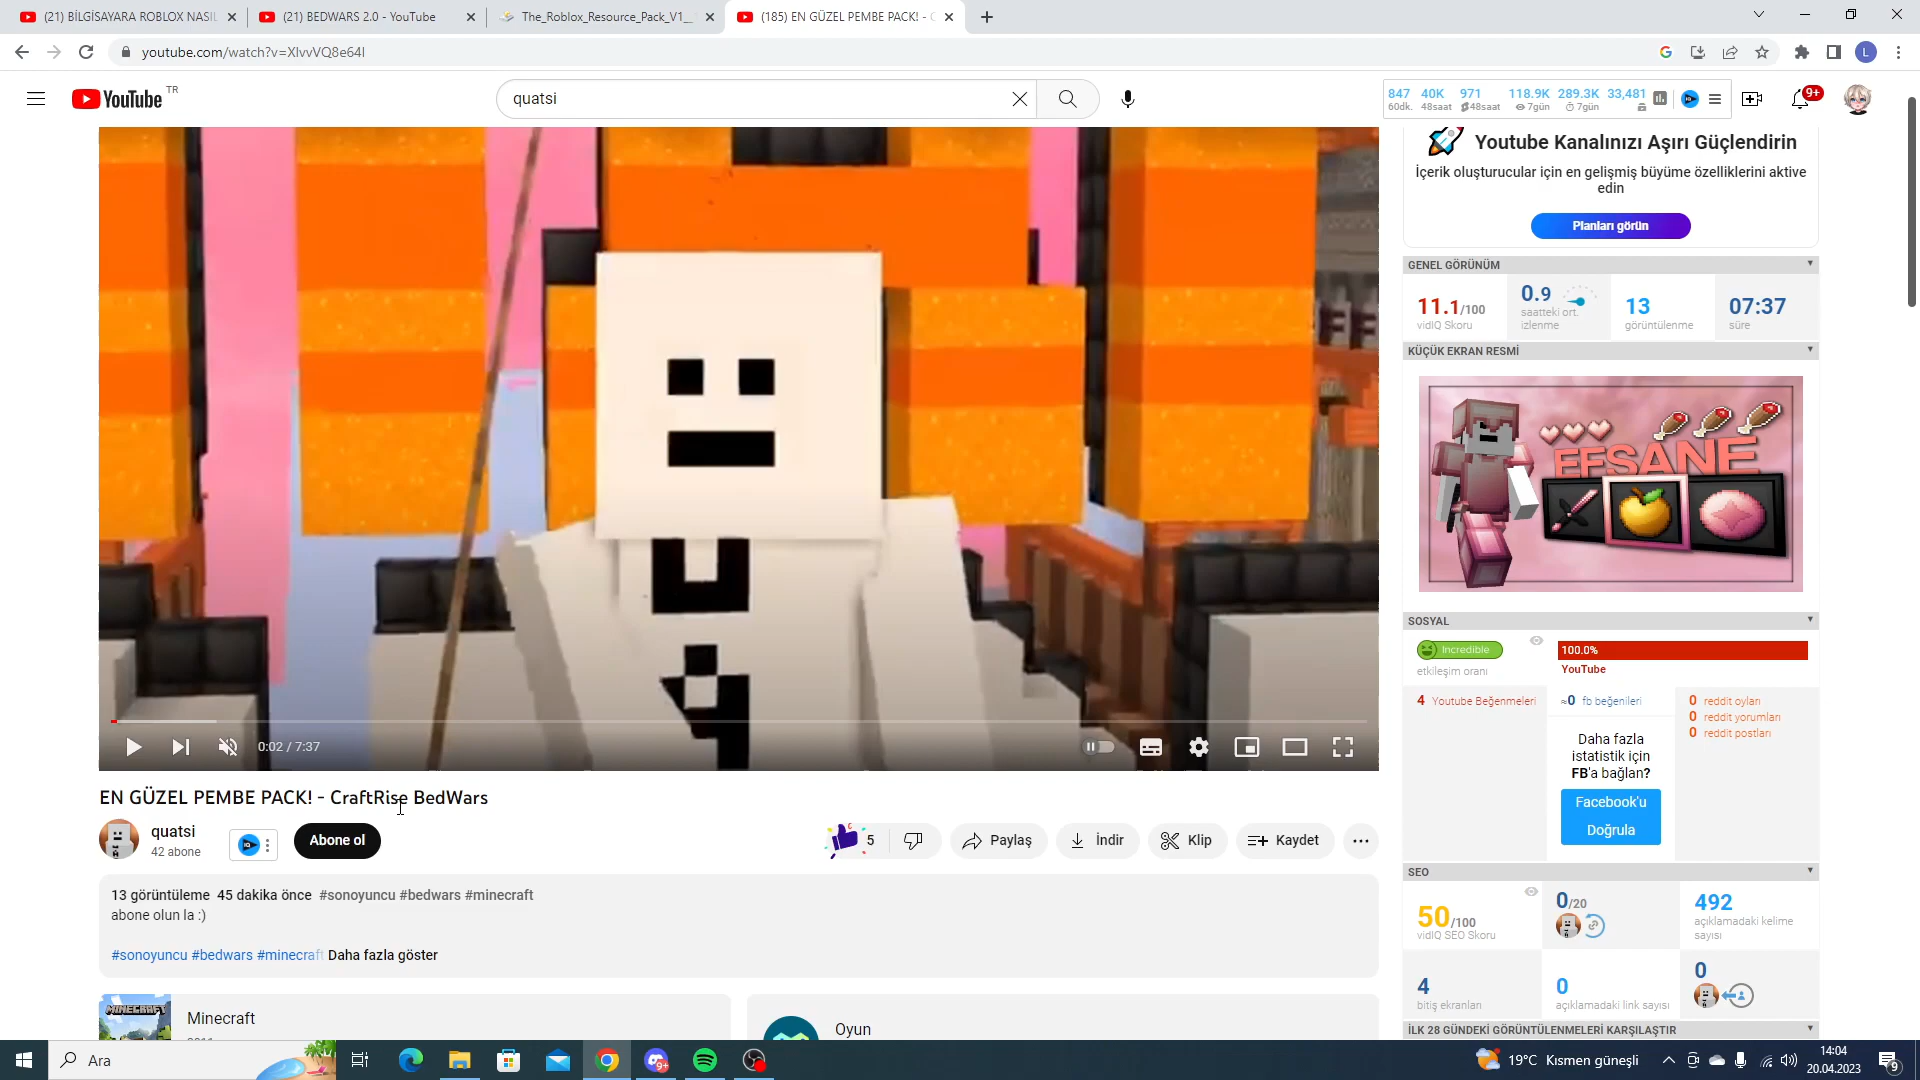 (21) BİLGİSAYARA ROBLOX NASIL
(21) BEDWARS 2.0 - YouTube
The_Roblox_Resource_Pack_V1_
(185) EN GÜZEL PEMBE PACK! - C
youtube.com/watch?v=XlvvVQ8e64I
L
YouTube TR
quatsi
847 40K 971 118.9K 289.3K 33,481
60dk. 48saat 48saat 7gün 7gün
9+
Youtube Kanalınızı Aşırı Güçlendirin
İçerik oluşturucular için en gelişmiş büyüme özelliklerini aktive
edin
Planları görün
GENEL GÖRÜNÜM
11.1/100
vidIQ Skoru
0.9
saatteki ort.
izlenme
13
görüntülenme
07:37
süre
KÜÇÜK EKRAN RESMİ
EFSANE
SOSYAL
Incredible
etkileşim oranı
100.0%
YouTube
4 Youtube Beğenmeleri
≈0 fb beğenileri
0 reddit oyları
0 reddit yorumları
0 reddit postları
Daha fazla
istatistik için
FB'a bağlan?
Facebook'u
Doğrula
SEO
50/100
vidIQ SEO Skoru
0/20
492
açıklamadaki kelime
sayısı
4
bitiş ekranları
0
açıklamadaki link sayısı
0
İLK 28 GÜNDEKİ GÖRÜNTÜLENMELERİ KARŞILAŞTIR
0:02 / 7:37
EN GÜZEL PEMBE PACK! - CraftRise BedWars
quatsi
42 abone
Abone ol
5
Paylaş
İndir
Klip
Kaydet
13 görüntüleme 45 dakika önce #sonoyuncu #bedwars #minecraft
abone olun la :)
#sonoyuncu #bedwars #minecraft Daha fazla göster
MINECRAFT
Minecraft
Oyun
Ara
9+
19°C Kısmen güneşli
14:04
20.04.2023
9